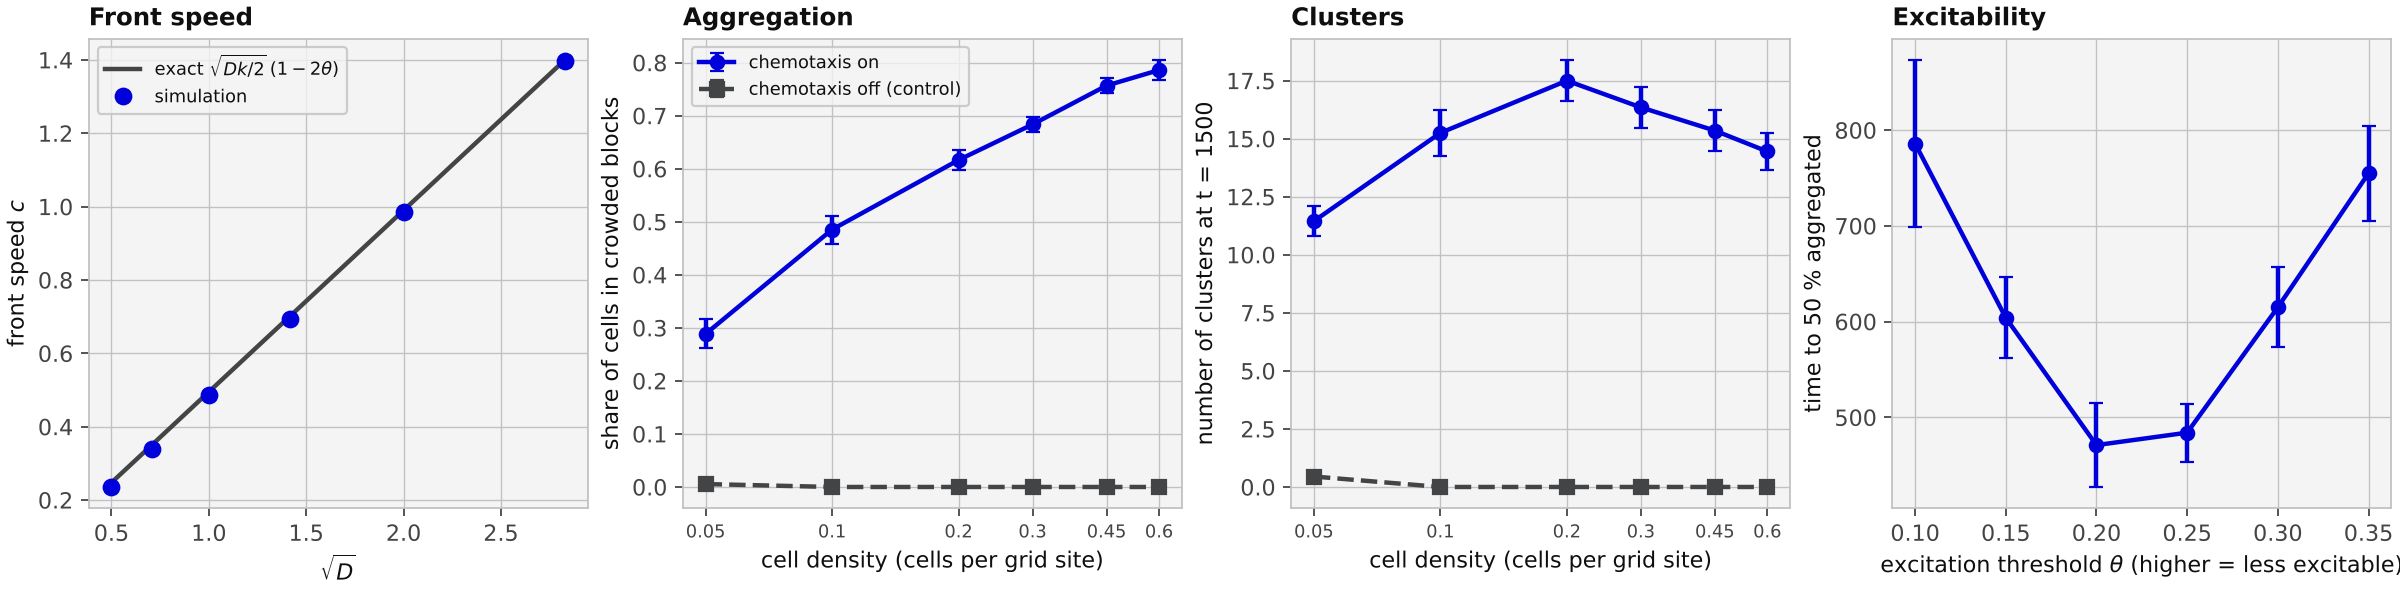 Front speed
exact √Dk/2 (1 − 2θ)
simulation
front speed c
1.4
1.2
1.0
0.8
0.6
0.4
0.2
0.5 1.0 1.5 2.0 2.5
√D
Aggregation
chemotaxis on
chemotaxis off (control)
share of cells in crowded blocks
0.8
0.7
0.6
0.5
0.4
0.3
0.2
0.1
0.0
0.05 0.1 0.2 0.3 0.45 0.6
cell density (cells per grid site)
Clusters
number of clusters at t = 1500
17.5
15.0
12.5
10.0
7.5
5.0
2.5
0.0
0.05 0.1 0.2 0.3 0.45 0.6
cell density (cells per grid site)
Excitability
time to 50 % aggregated
800
700
600
500
0.10 0.15 0.20 0.25 0.30 0.35
excitation threshold θ (higher = less excitable)